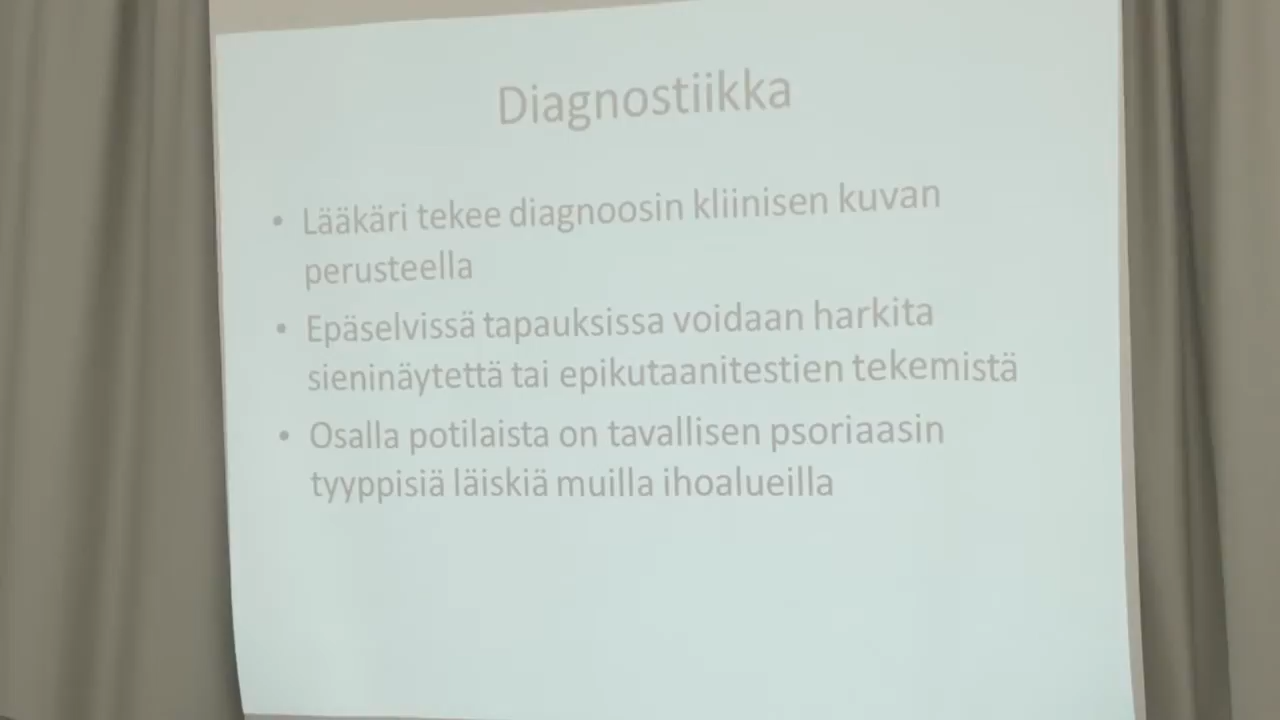 Diagnostiikka
• Lääkäri tekee diagnoosin kliinisen kuvan
perusteella
• Epäselvissä tapauksissa voidaan harkita
sieninäytettä tai epikutaanitestien tekemistä
• Osalla potilaista on tavallisen psoriaasin
tyyppisiä läiskiä muilla ihoalueilla